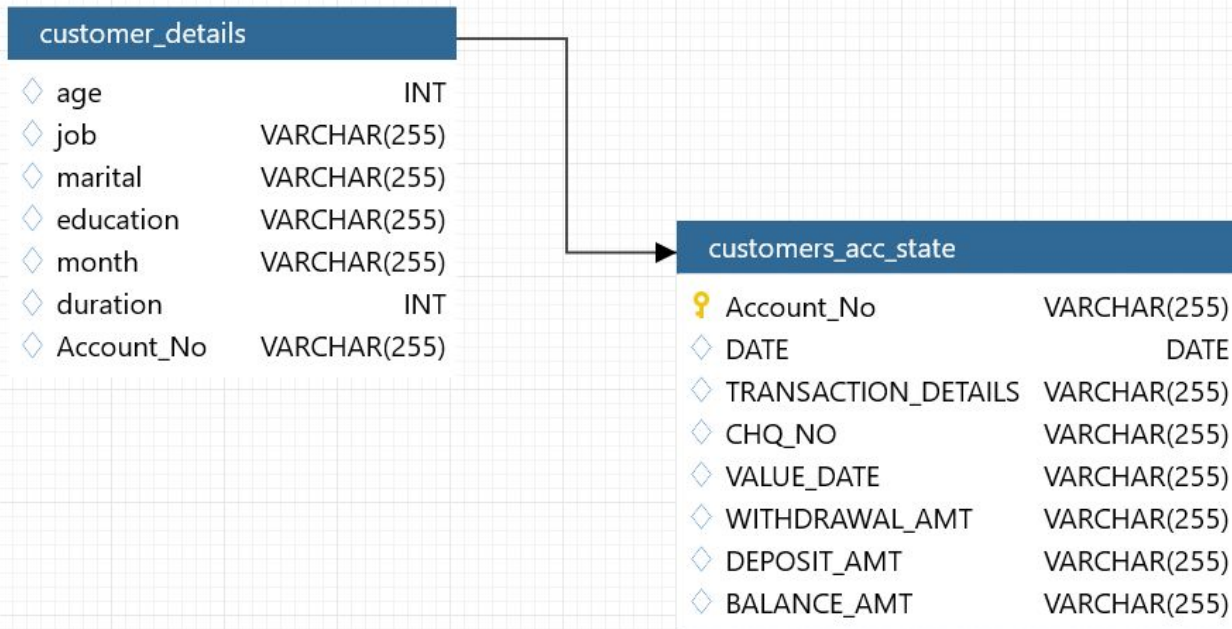 customer_details
age INT
job VARCHAR(255)
marital VARCHAR(255)
education VARCHAR(255)
month VARCHAR(255)
duration INT
Account_No VARCHAR(255)
customers_acc_state
Account_No VARCHAR(255)
DATE DATE
TRANSACTION_DETAILS VARCHAR(255)
CHQ_NO VARCHAR(255)
VALUE_DATE VARCHAR(255)
WITHDRAWAL_AMT VARCHAR(255)
DEPOSIT_AMT VARCHAR(255)
BALANCE_AMT VARCHAR(255)